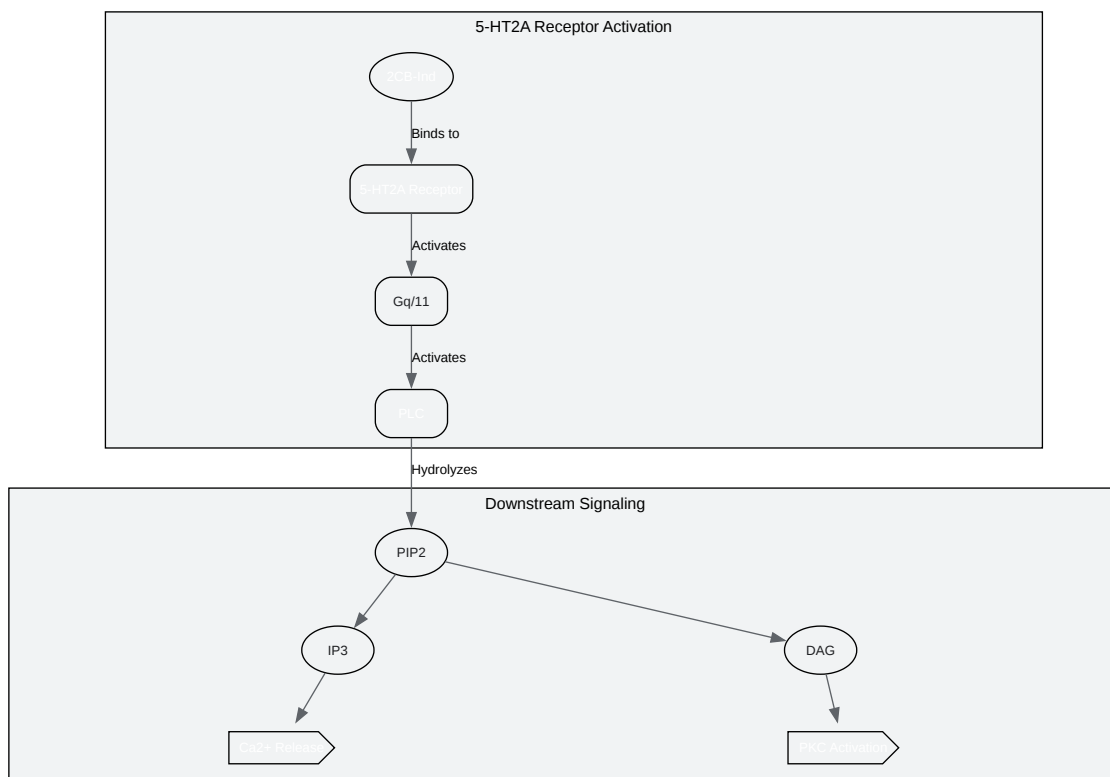 5-HT2A Receptor Activation
2CB-Ind
Binds to
5-HT2A Receptor
Activates
Gq/11
Activates
PLC
Hydrolyzes
Downstream Signaling
PIP2
IP3
DAG
Ca2+ Release
PKC Activation